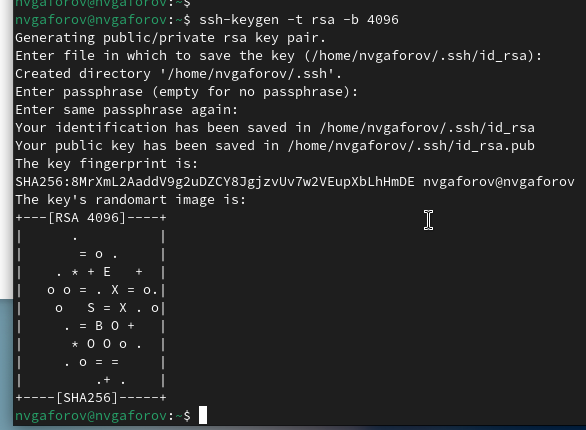 nvgaforov@nvgaforov:~$
nvgaforov@nvgaforov:~$ ssh-keygen -t rsa -b 4096
Generating public/private rsa key pair.
Enter file in which to save the key (/home/nvgaforov/.ssh/id_rsa):
Created directory '/home/nvgaforov/.ssh'.
Enter passphrase (empty for no passphrase):
Enter same passphrase again:
Your identification has been saved in /home/nvgaforov/.ssh/id_rsa
Your public key has been saved in /home/nvgaforov/.ssh/id_rsa.pub
The key fingerprint is:
SHA256:8MrXmL2AaddV9g2uDZCY8JgjzvUv7w2VEupXbLhHmDE nvgaforov@nvgaforov
The key's randomart image is:
+---[RSA 4096]----+
|      .          |
|       = o .     |
|    . * + E   +  |
|   o o = . X = o.|
|    o   S = X . o|
|     . = B O +   |
|      * O O o .  |
|     . o = =     |
|         .+ .    |
+----[SHA256]-----+
nvgaforov@nvgaforov:~$